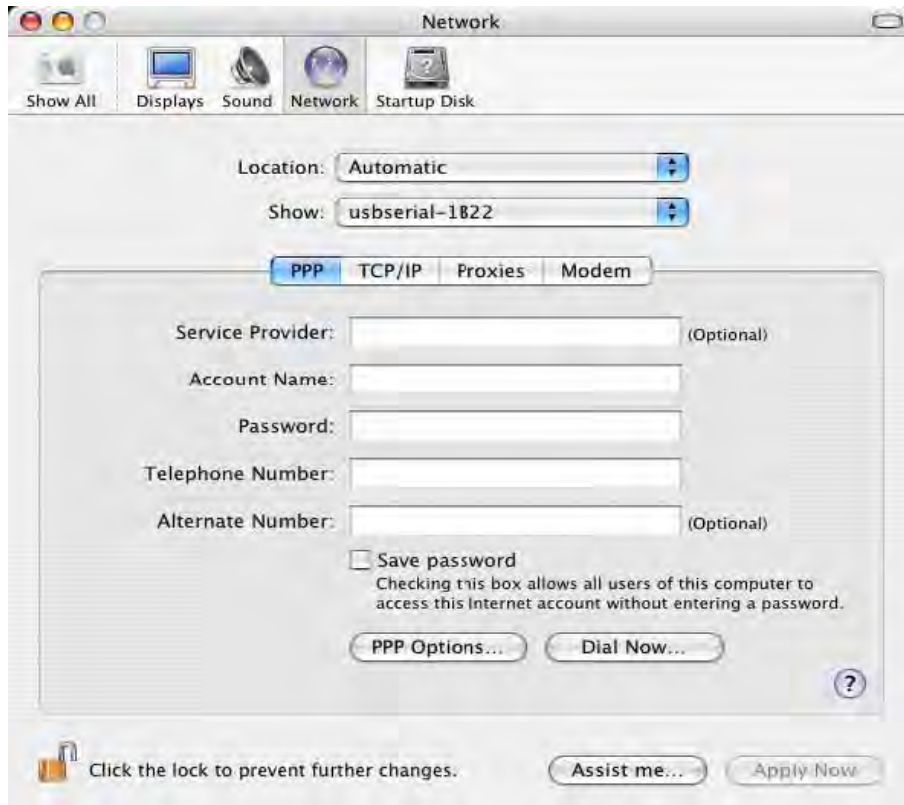 Network
Show All Displays Sound Network Startup Disk
Location: Automatic
Show: usbserial-1B22
PPP TCP/IP Proxies Modem
Service Provider: (Optional)
Account Name:
Password:
Telephone Number:
Alternate Number: (Optional)
Save password
Checking this box allows all users of this computer to
access this Internet account without entering a password.
PPP Options... Dial Now...
?
Click the lock to prevent further changes. Assist me... Apply Now